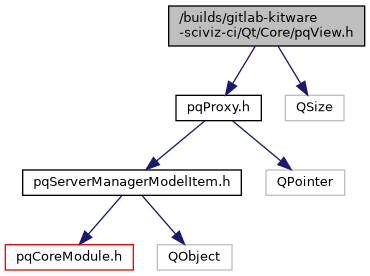 /builds/gitlab-kitware
-sciviz-ci/Qt/Core/pqView.h
pqProxy.h
QSize
pqServerManagerModelItem.h
QPointer
pqCoreModule.h
QObject